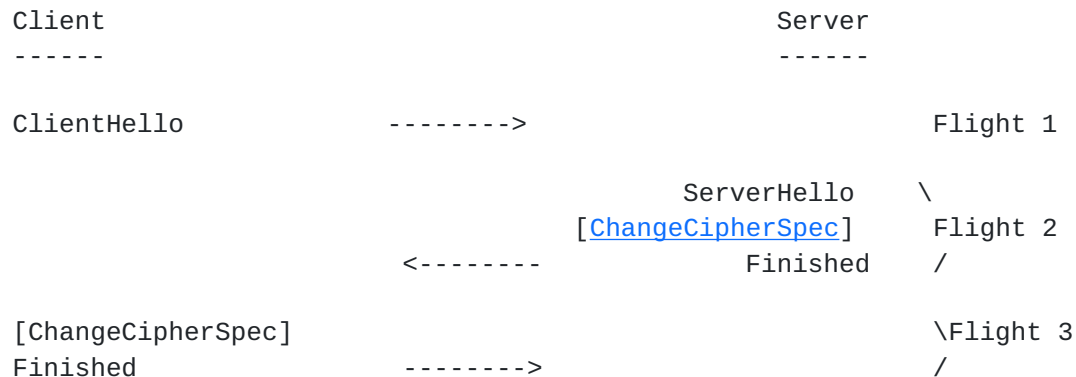 Client Server
------ ------
ClientHello --------> Flight 1
ServerHello \
[ChangeCipherSpec] Flight 2
<-------- Finished /
[ChangeCipherSpec] \Flight 3
Finished --------> /